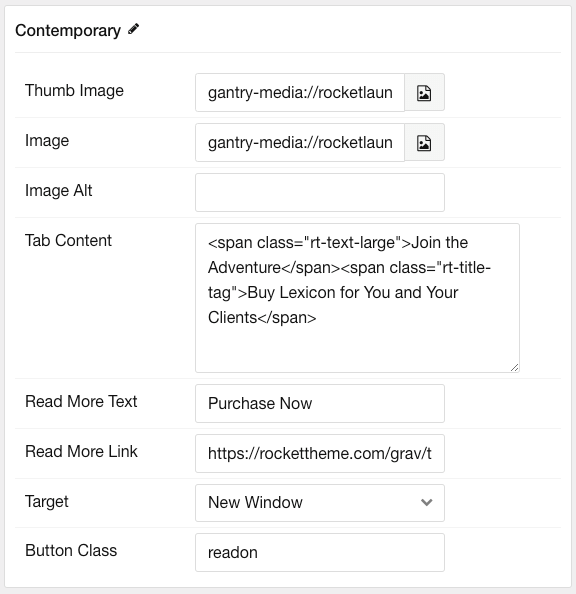 Contemporary
Thumb Image
gantry-media://rocketlaun
Image
gantry-media://rocketlaun
Image Alt
Tab Content
<span class="rt-text-large">Join the
Adventure</span><span class="rt-title-
tag">Buy Lexicon for You and Your
Clients</span>
Read More Text
Purchase Now
Read More Link
https://rockettheme.com/grav/t
Target
New Window
Button Class
readon